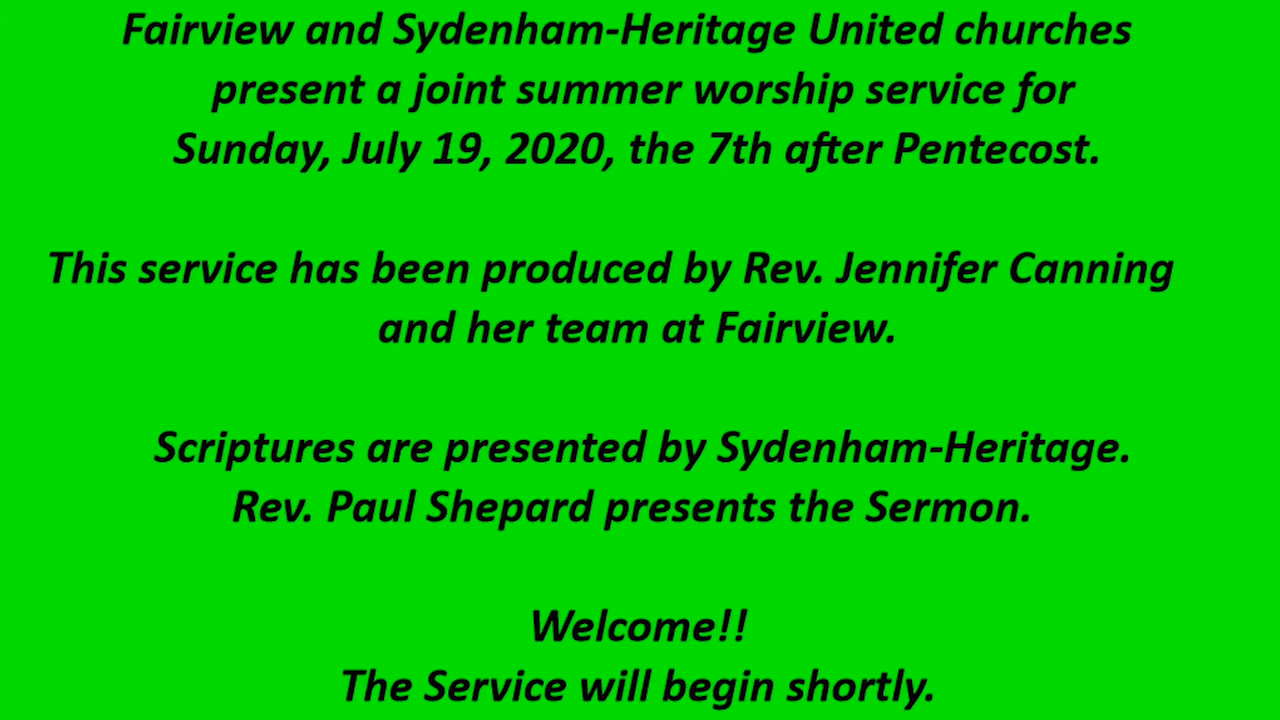 Fairview and Sydenham-Heritage United churches
present a joint summer worship service for
Sunday, July 19, 2020, the 7th after Pentecost.
This service has been produced by Rev. Jennifer Canning
and her team at Fairview.
Scriptures are presented by Sydenham-Heritage.
Rev. Paul Shepard presents the Sermon.
Welcome!!
The Service will begin shortly.